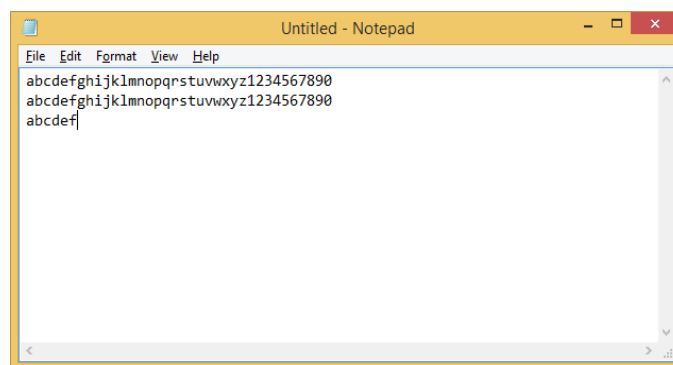 Untitled - Notepad
File Edit Format View Help
abcdefghijklmnopqrstuvwxyz1234567890
abcdefghijklmnopqrstuvwxyz1234567890
abcdef